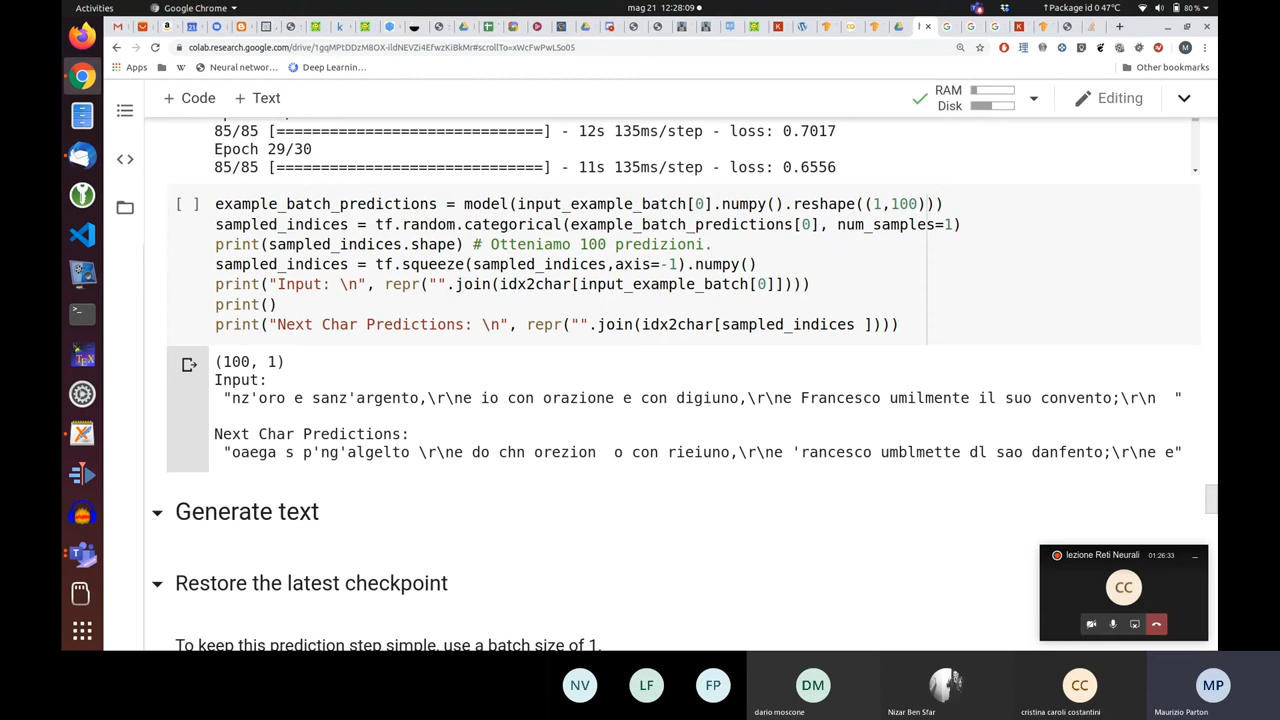 Activities
Google Chrome
mag 21 12:28:09
Package id 0 47°C
80 %
colab.research.google.com/drive/1gqMPtDDzM8OX-ildNEVZi4EfwzKiBkMr#scrollTo=xWcFwPwLSo05
Apps
Neural networ...
Deep Learnin...
Other bookmarks
+ Code + Text
RAM
Disk
Editing
85/85 [==============================] - 12s 135ms/step - loss: 0.7017
Epoch 29/30
85/85 [==============================] - 11s 135ms/step - loss: 0.6556
[ ] example_batch_predictions = model(input_example_batch[0].numpy().reshape((1,100)))
sampled_indices = tf.random.categorical(example_batch_predictions[0], num_samples=1)
print(sampled_indices.shape) # Otteniamo 100 predizioni.
sampled_indices = tf.squeeze(sampled_indices,axis=-1).numpy()
print("Input: \n", repr("".join(idx2char[input_example_batch[0]])))
print()
print("Next Char Predictions: \n", repr("".join(idx2char[sampled_indices ])))
(100, 1)
Input:
"nz'oro e sanz'argento,\r\ne io con orazione e con digiuno,\r\ne Francesco umilmente il suo convento;\r\n "
Next Char Predictions:
"oaega s p'ng'algelto \r\ne do chn orezion o con rieiuno,\r\ne 'rancesco umblmette dl sao danfento;\r\ne e"
Generate text
Restore the latest checkpoint
To keep this prediction step simple, use a batch size of 1.
lezione Reti Neurali 01:26:33
CC
NV
LF
FP
DM
dario moscone
Nizar Ben Sfar
CC
cristina caroli costantini
MP
Maurizio Parton